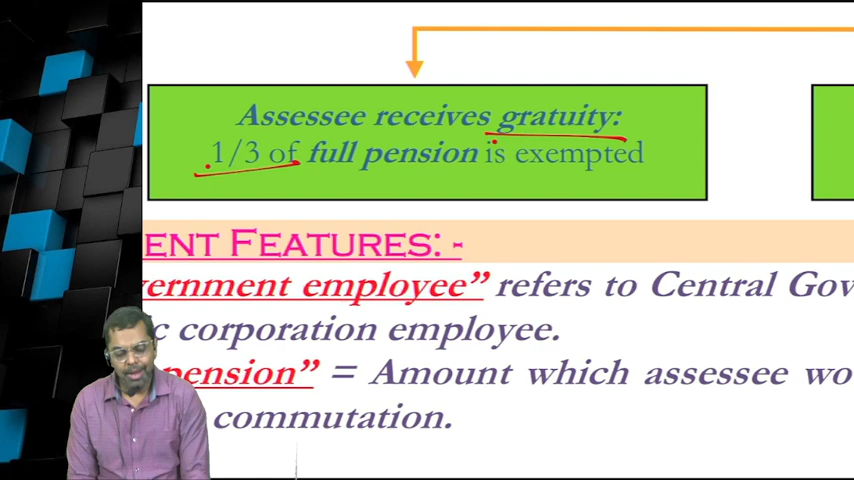 Assessee receives gratuity:
1/3 of full pension is exempted
ENT FEATURES: -
vernment employee" refers to Central Gov
ic corporation employee.
pension" = Amount which assessee wo
commutation.